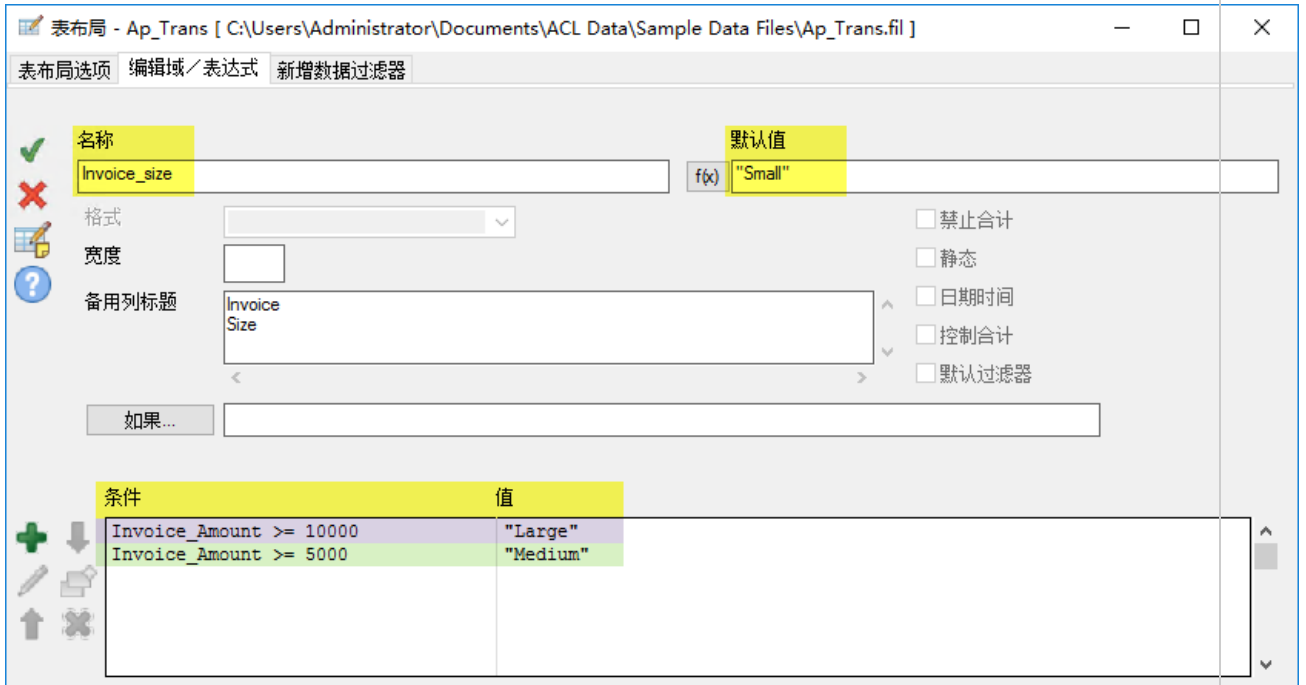 表布局 - Ap_Trans [ C:\Users\Administrator\Documents\ACL Data\Sample Data Files\Ap_Trans.fil ]
表布局选项 编辑域／表达式 新增数据过滤器
名称 默认值
Invoice_size f(x) "Small"
格式 禁止合计
宽度 静态
备用列标题 日期时间
Invoice
Size
控制合计
默认过滤器
如果...
条件 值
Invoice_Amount >= 10000 "Large"
Invoice_Amount >= 5000 "Medium"